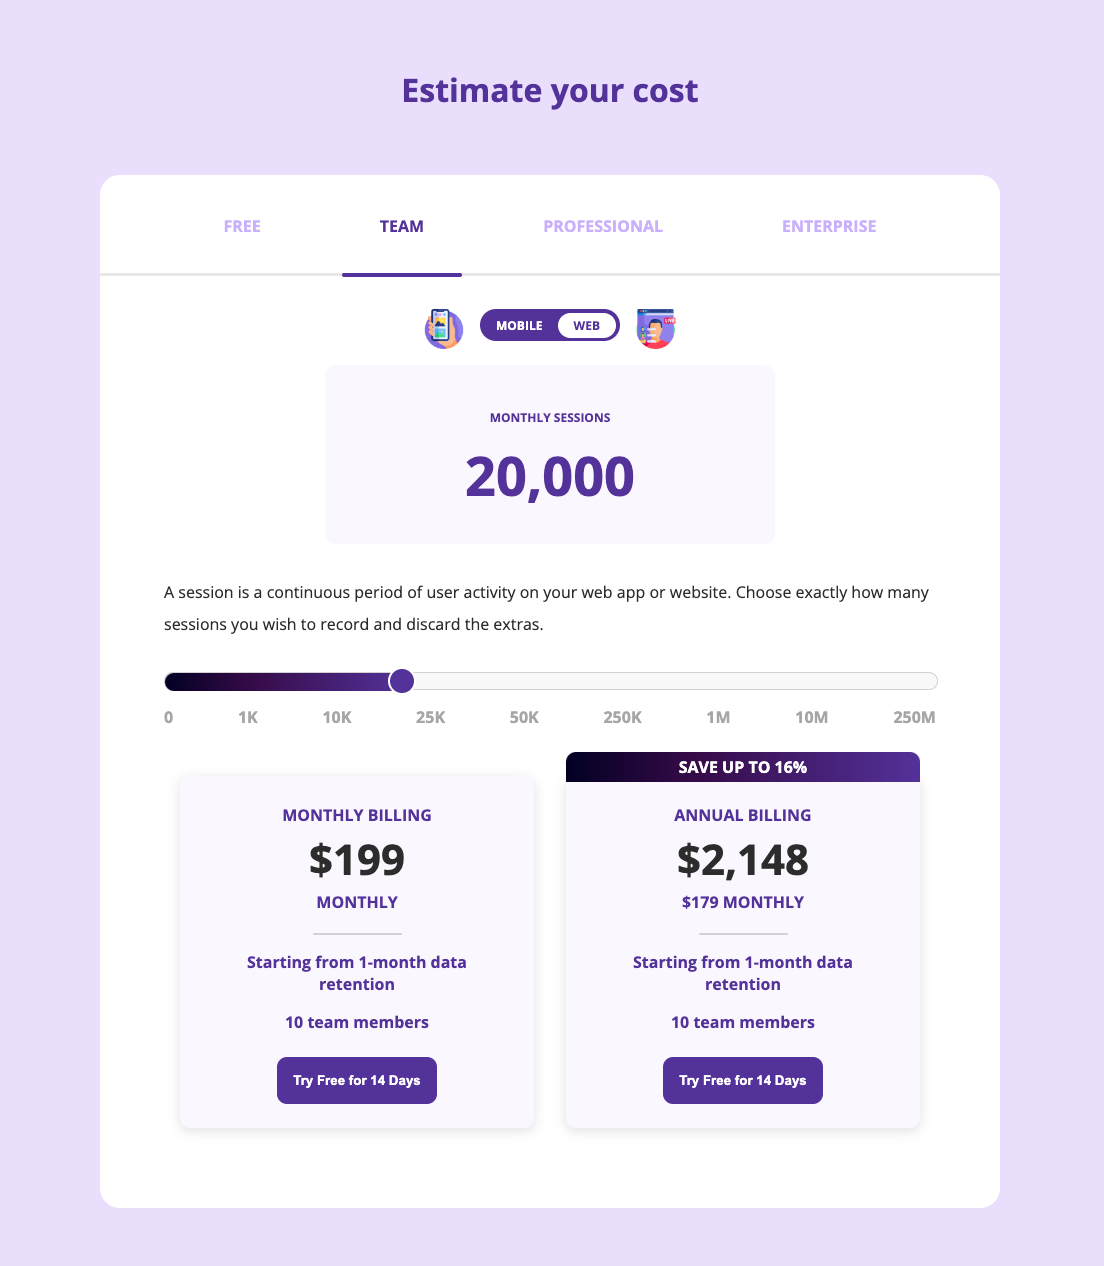 Estimate your cost
FREE
TEAM
PROFESSIONAL
ENTERPRISE
MOBILE
WEB
LIVE
MONTHLY SESSIONS
20,000
A session is a continuous period of user activity on your web app or website. Choose exactly how many
sessions you wish to record and discard the extras.
0
1K
10K
25K
50K
250K
1M
10M
250M
MONTHLY BILLING
$199
MONTHLY
Starting from 1-month data
retention
10 team members
Try Free for 14 Days
SAVE UP TO 16%
ANNUAL BILLING
$2,148
$179 MONTHLY
Starting from 1-month data
retention
10 team members
Try Free for 14 Days